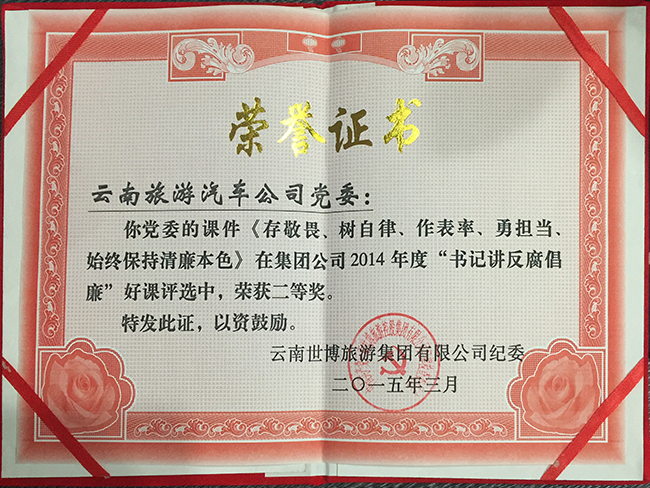 荣誉证书
云南旅游汽车公司党委：
你党委的课件《存敬畏、树自律、作表率、勇担当、
始终保持清廉本色》在集团公司2014年度“书记讲反腐倡
廉”好课评选中，荣获二等奖。
特发此证，以资鼓励。
云南世博旅游集团有限公司纪委
二〇一五年三月